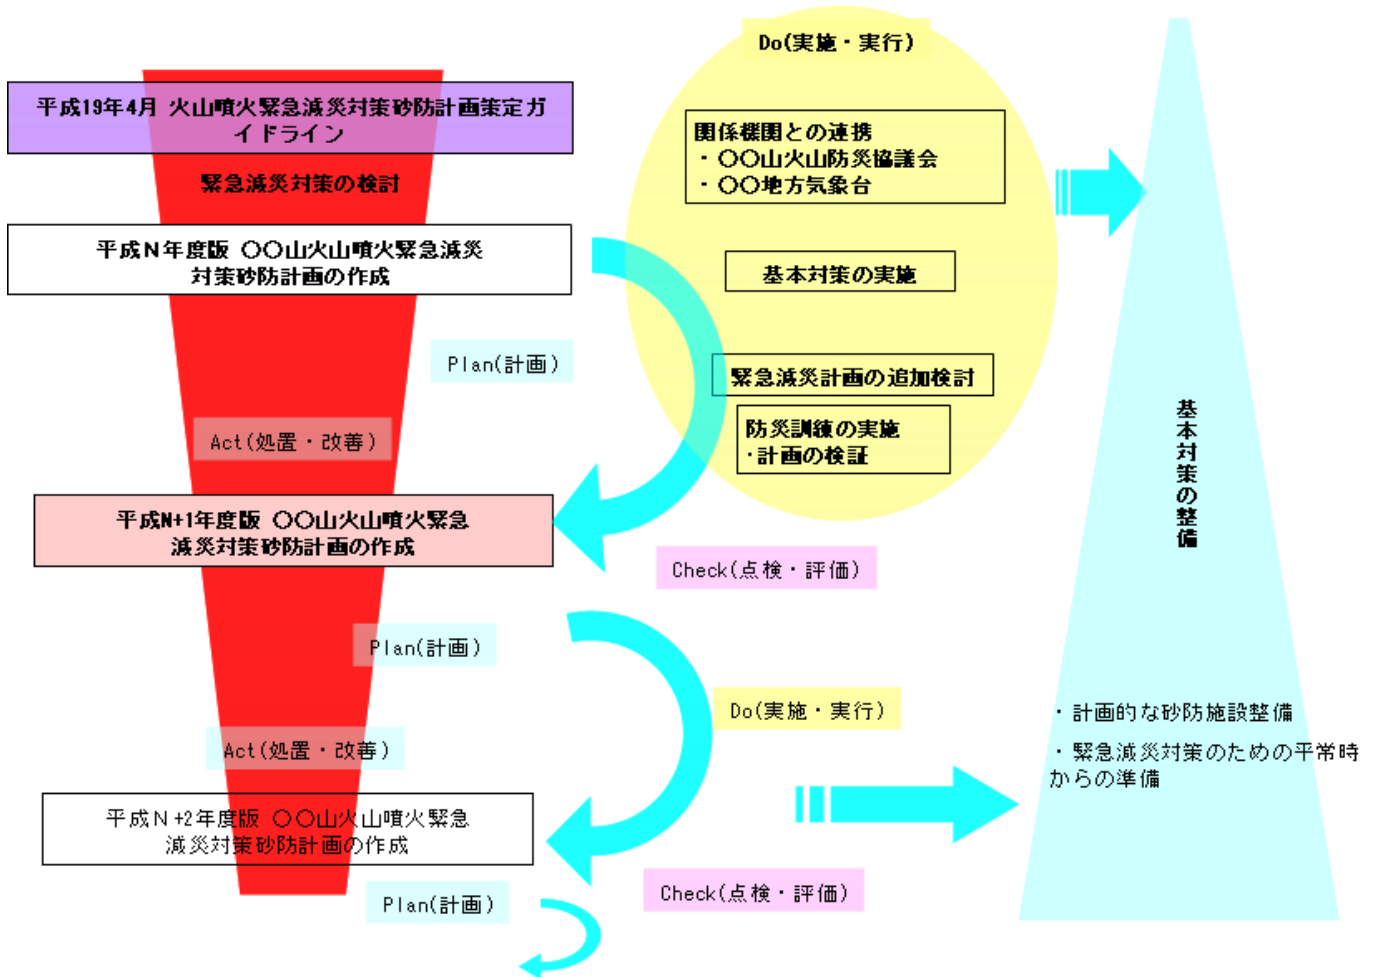 Do(実施・実行)
平成19年4月 火山噴火緊急減災対策砂防計画策定ガ
イドライン
関係機関との連携
・〇〇山火山防災協議会
・〇〇地方気象台
緊急減災対策の検討
平成Ｎ年度版 〇〇山火山噴火緊急減災
対策砂防計画の作成
基本対策の実施
Plan(計画)
緊急減災計画の追加検討
防災訓練の実施
・計画の検証
Act(処置・改善)
基本対策の整備
平成N+1年度版 〇〇山火山噴火緊急
減災対策砂防計画の作成
Check(点検・評価)
Plan(計画)
Do(実施・実行)
・計画的な砂防施設整備
・緊急減災対策のための平常時
からの準備
Act(処置・改善)
平成Ｎ+2年度版 〇〇山火山噴火緊急
減災対策砂防計画の作成
Check(点検・評価)
Plan(計画)